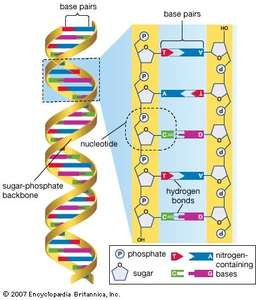 base pairs
base pairs
HO
P
P
T A
A T
P
P
nucleotide
C G
P
P
sugar-phosphate
backbone
hydrogen
bonds
P
P
T A
OH
P phosphate
T A
nitrogen-
containing
bases
sugar
C G
© 2007 Encyclopædia Britannica, Inc.